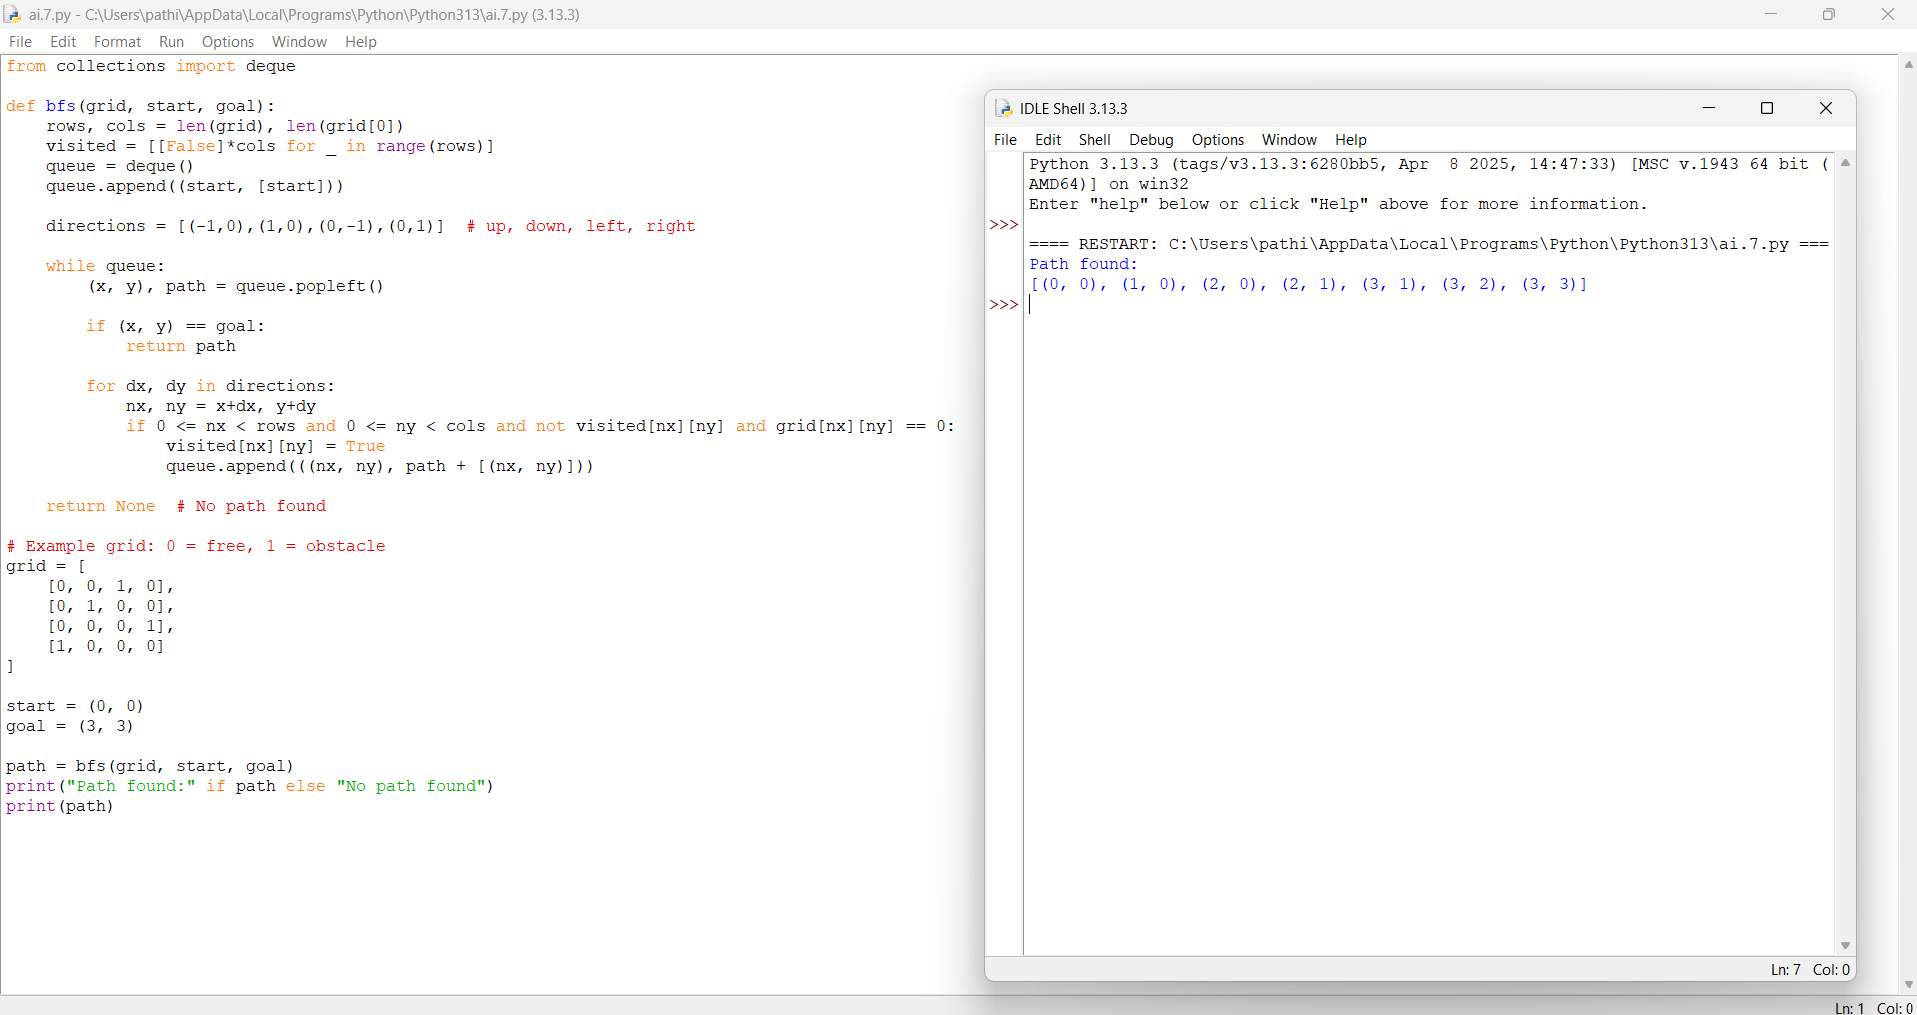 ai.7.py - C:\Users\pathi\AppData\Local\Programs\Python\Python313\ai.7.py (3.13.3)
File Edit Format Run Options Window Help
from collections import deque
def bfs(grid, start, goal):
    rows, cols = len(grid), len(grid[0])
    visited = [[False]*cols for _ in range(rows)]
    queue = deque()
    queue.append((start, [start]))
    directions = [(-1,0),(1,0),(0,-1),(0,1)]  # up, down, left, right
    while queue:
        (x, y), path = queue.popleft()
        if (x, y) == goal:
            return path
        for dx, dy in directions:
            nx, ny = x+dx, y+dy
            if 0 <= nx < rows and 0 <= ny < cols and not visited[nx][ny] and grid[nx][ny] == 0:
                visited[nx][ny] = True
                queue.append(((nx, ny), path + [(nx, ny)]))
    return None  # No path found
# Example grid: 0 = free, 1 = obstacle
grid = [
    [0, 0, 1, 0],
    [0, 1, 0, 0],
    [0, 0, 0, 1],
    [1, 0, 0, 0]
]
start = (0, 0)
goal = (3, 3)
path = bfs(grid, start, goal)
print("Path found:" if path else "No path found")
print(path)
Ln: 1 Col: 0
IDLE Shell 3.13.3
File Edit Shell Debug Options Window Help
Python 3.13.3 (tags/v3.13.3:6280bb5, Apr  8 2025, 14:47:33) [MSC v.1943 64 bit (
AMD64)] on win32
Enter "help" below or click "Help" above for more information.
>>>
==== RESTART: C:\Users\pathi\AppData\Local\Programs\Python\Python313\ai.7.py ===
Path found:
[(0, 0), (1, 0), (2, 0), (2, 1), (3, 1), (3, 2), (3, 3)]
>>>
Ln: 7 Col: 0